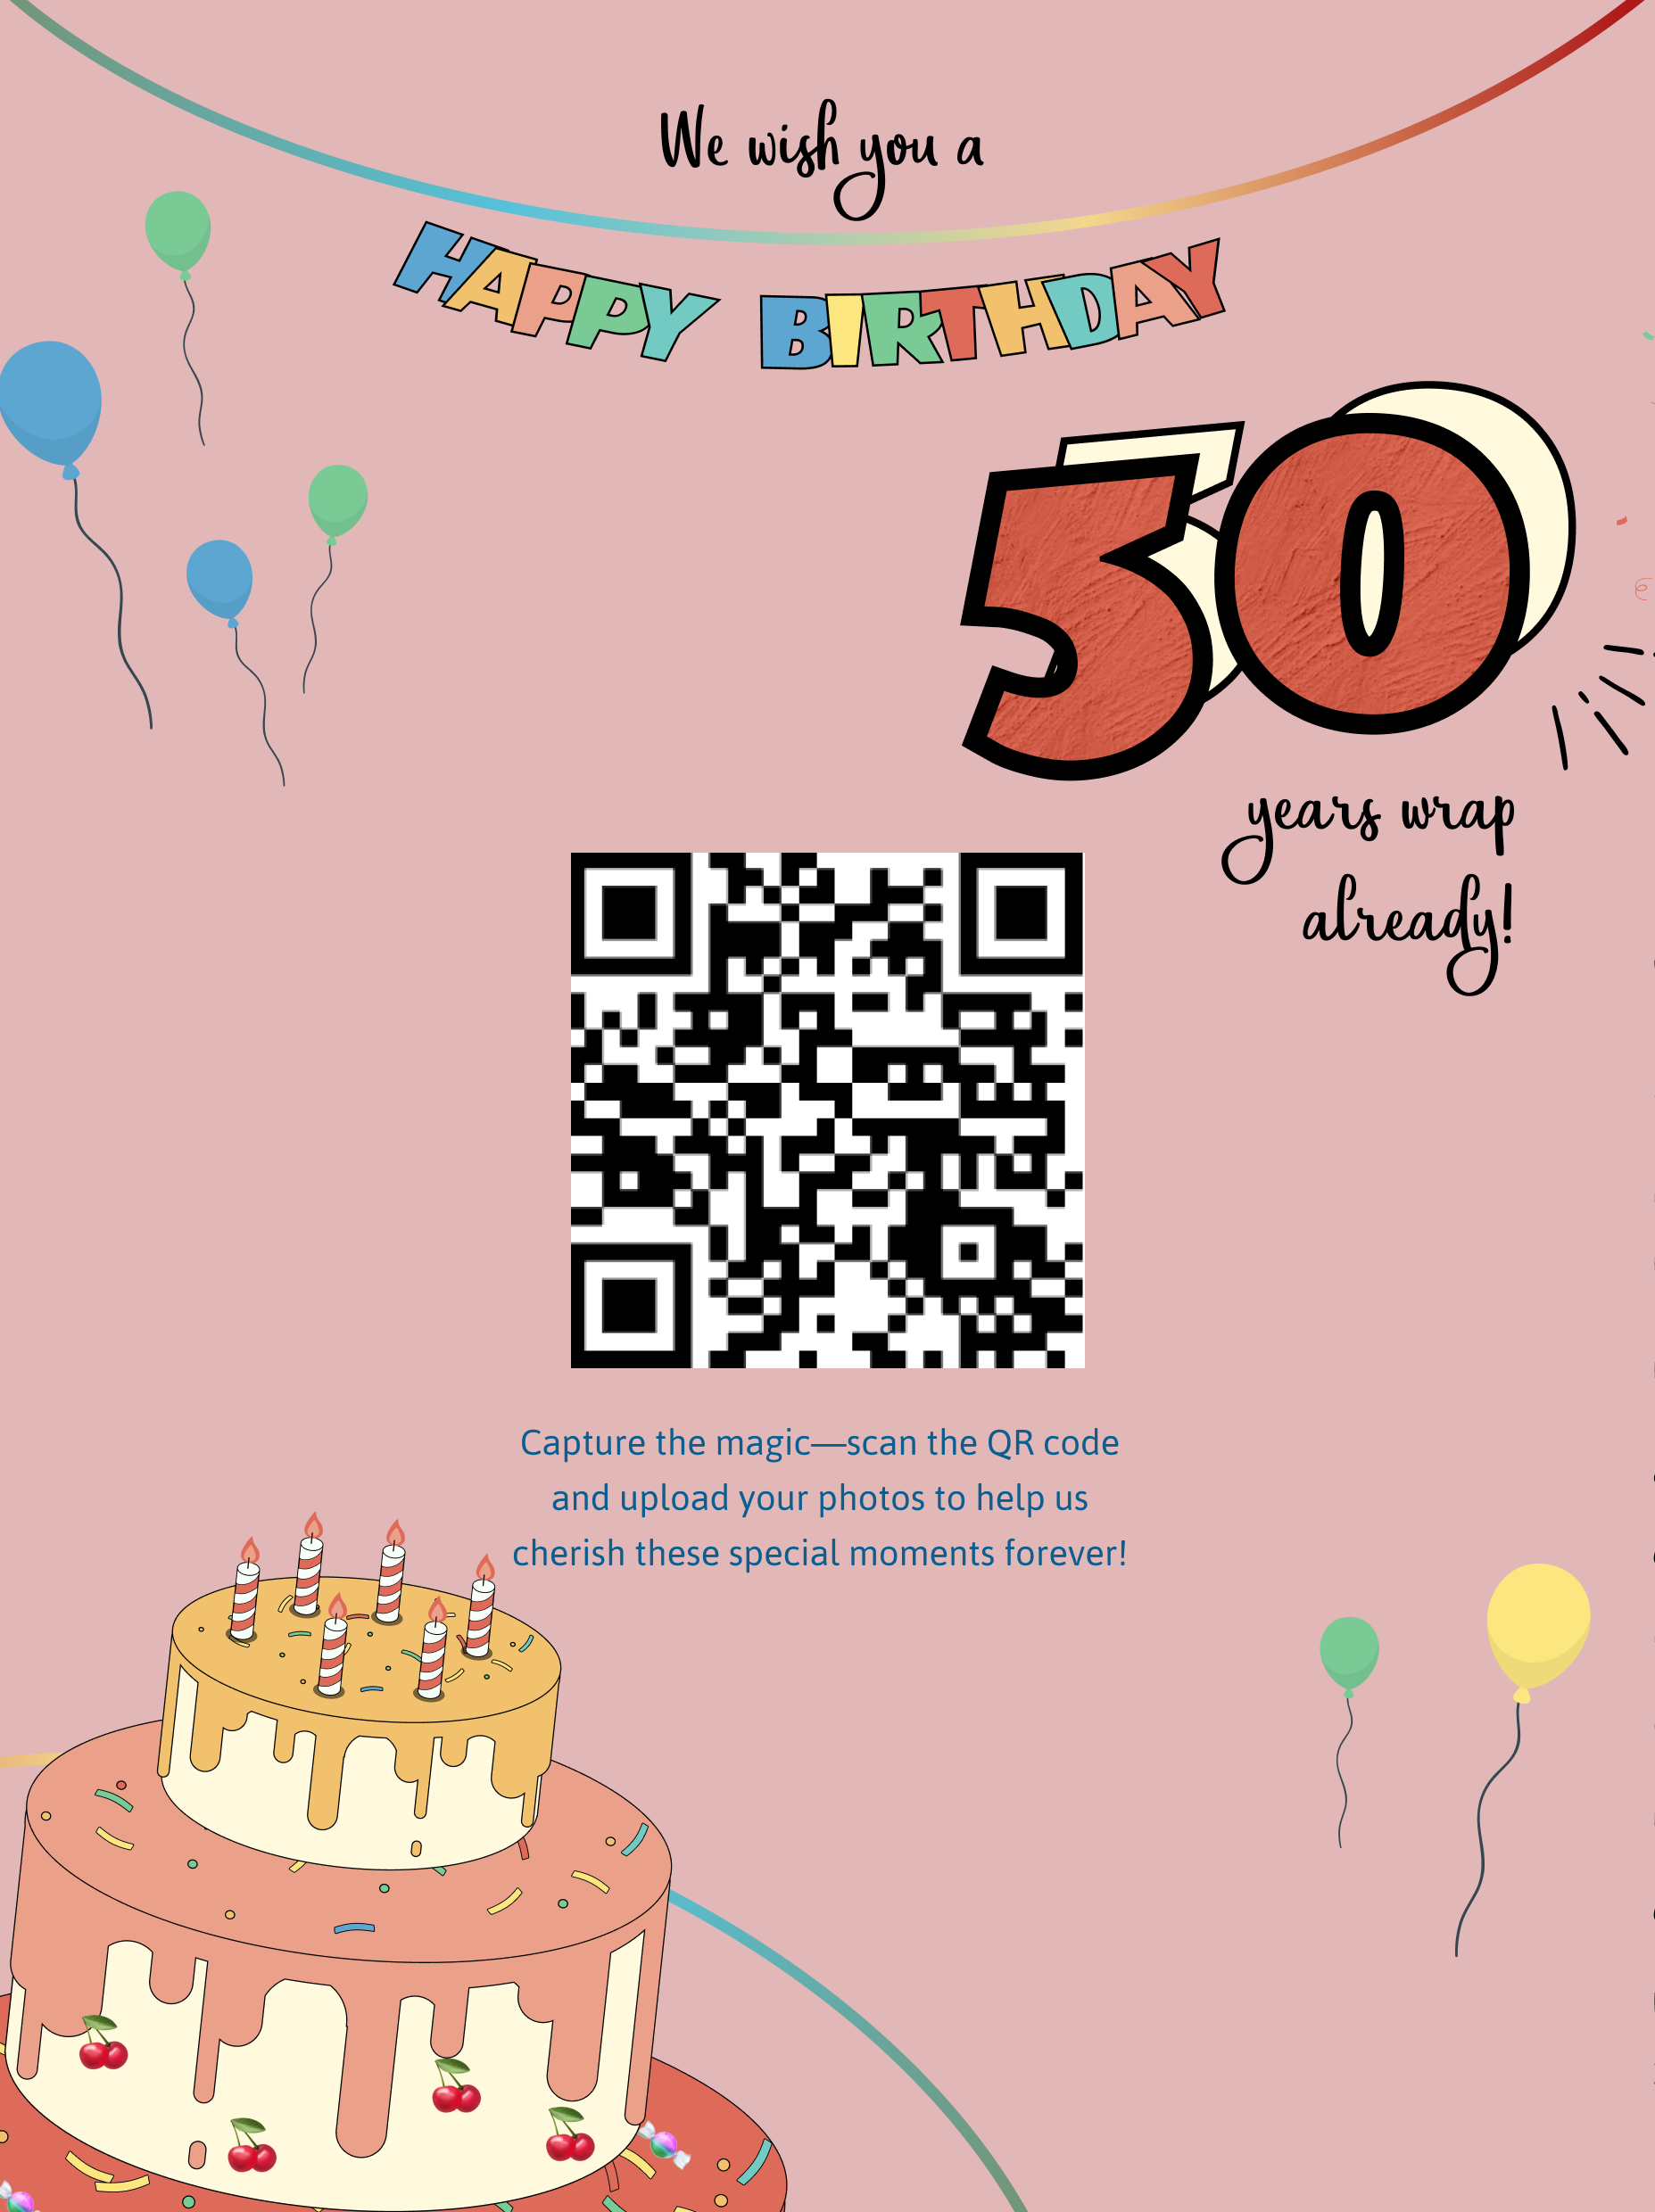 We wish you a
HAPPY BIRTHDAY
50
years wrap
already!
Capture the magic—scan the QR code
and upload your photos to help us
cherish these special moments forever!